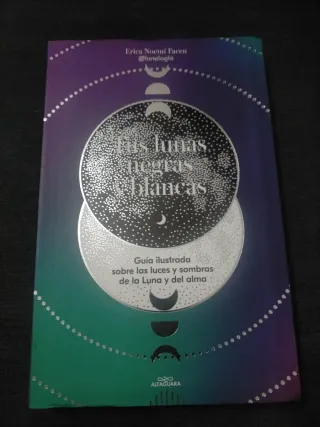 Erica Noemí Facen
@lunalogia
Tus lunas
negras
y blancas
Guía ilustrada
sobre las luces y sombras
de la Luna y del alma
ALFAGUARA